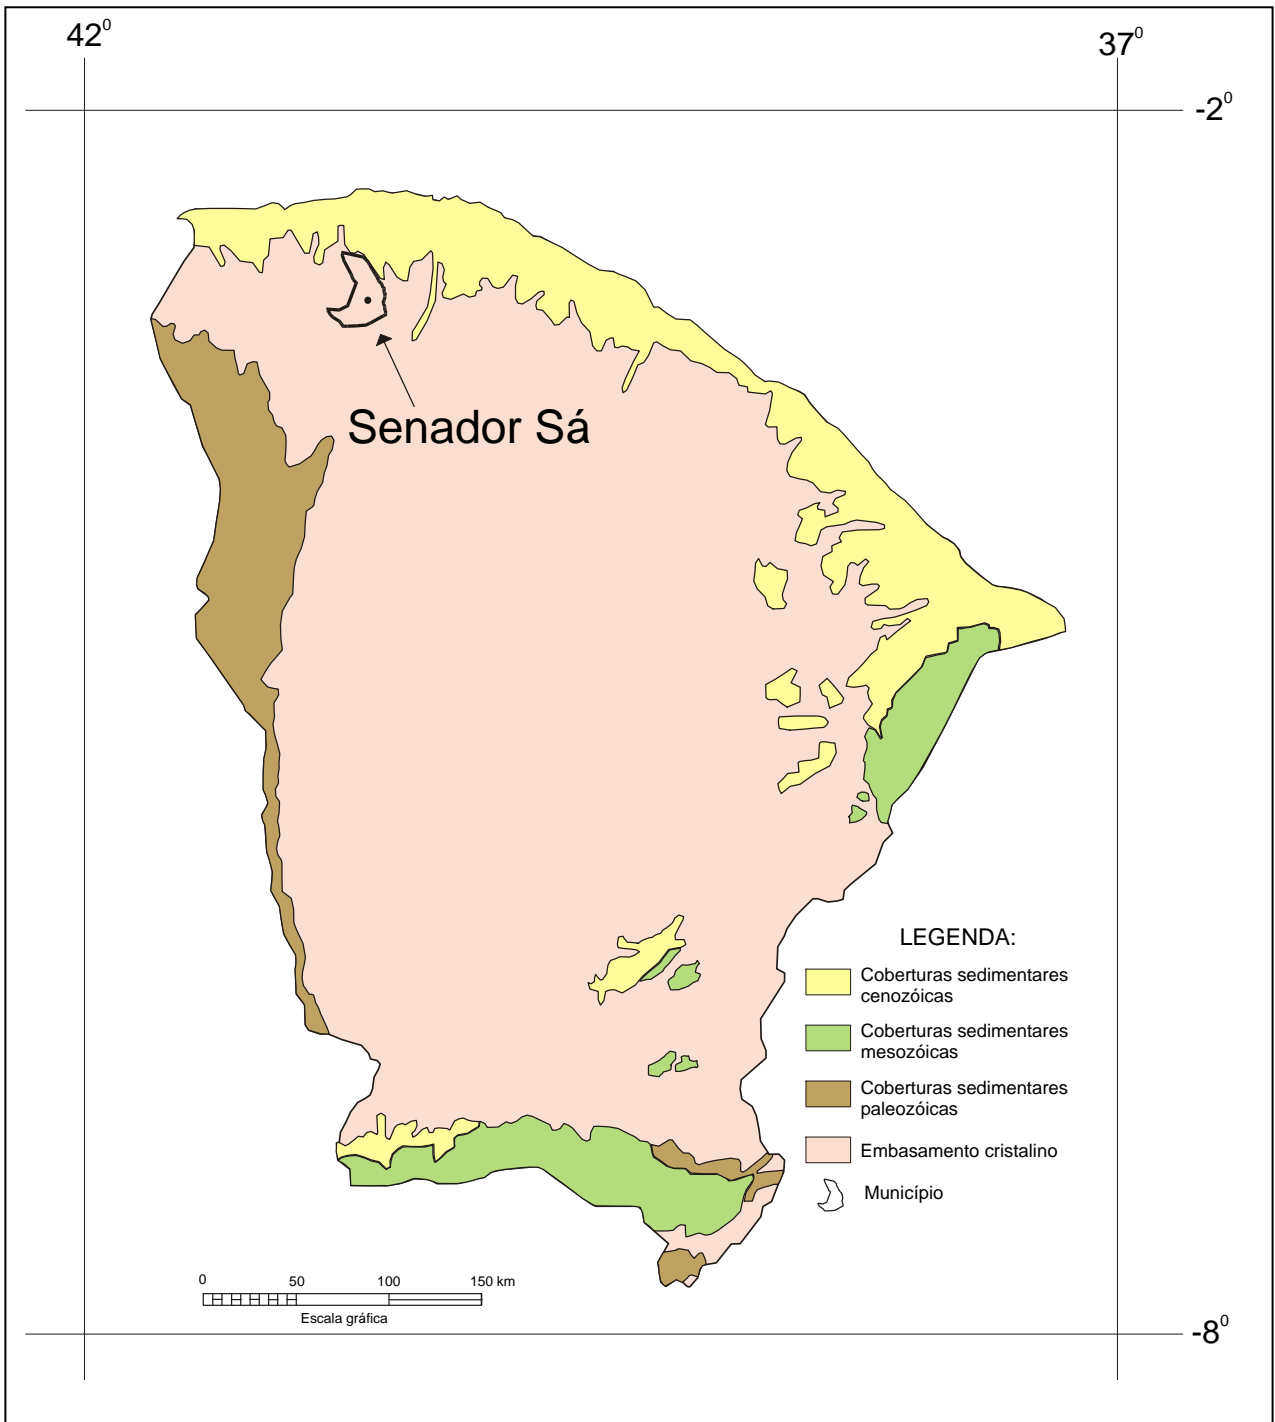 42⁰
37⁰
-2⁰
Senador Sá
LEGENDA:
Coberturas sedimentares
cenozóicas
Coberturas sedimentares
mesozóicas
Coberturas sedimentares
paleozóicas
Embasamento cristalino
Município
0 50 100 150 km
Escala gráfica
-8⁰